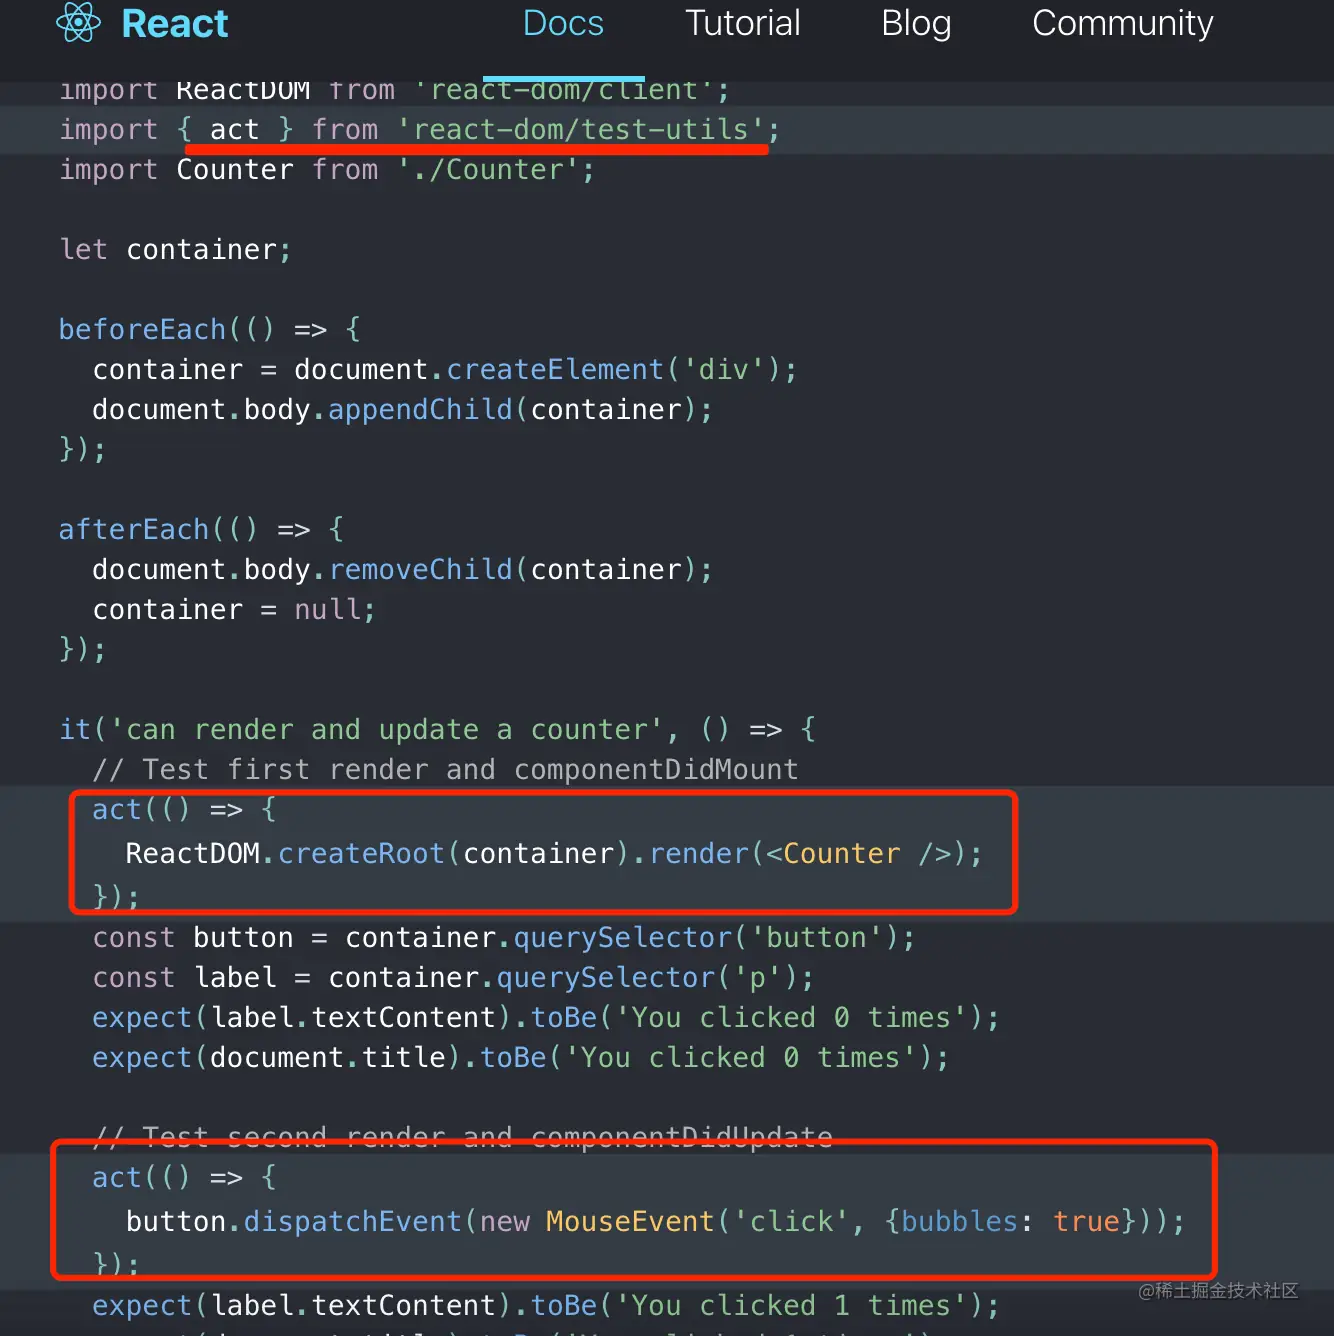 React Docs Tutorial Blog Community
import ReactDOM from 'react-dom/client';
import { act } from 'react-dom/test-utils';
import Counter from './Counter';
let container;
beforeEach(() => {
  container = document.createElement('div');
  document.body.appendChild(container);
});
afterEach(() => {
  document.body.removeChild(container);
  container = null;
});
it('can render and update a counter', () => {
  // Test first render and componentDidMount
  act(() => {
    ReactDOM.createRoot(container).render(<Counter />);
  });
  const button = container.querySelector('button');
  const label = container.querySelector('p');
  expect(label.textContent).toBe('You clicked 0 times');
  expect(document.title).toBe('You clicked 0 times');
  // Test second render and componentDidUpdate
  act(() => {
    button.dispatchEvent(new MouseEvent('click', {bubbles: true}));
  });
  expect(label.textContent).toBe('You clicked 1 times');
@稀土掘金技术社区